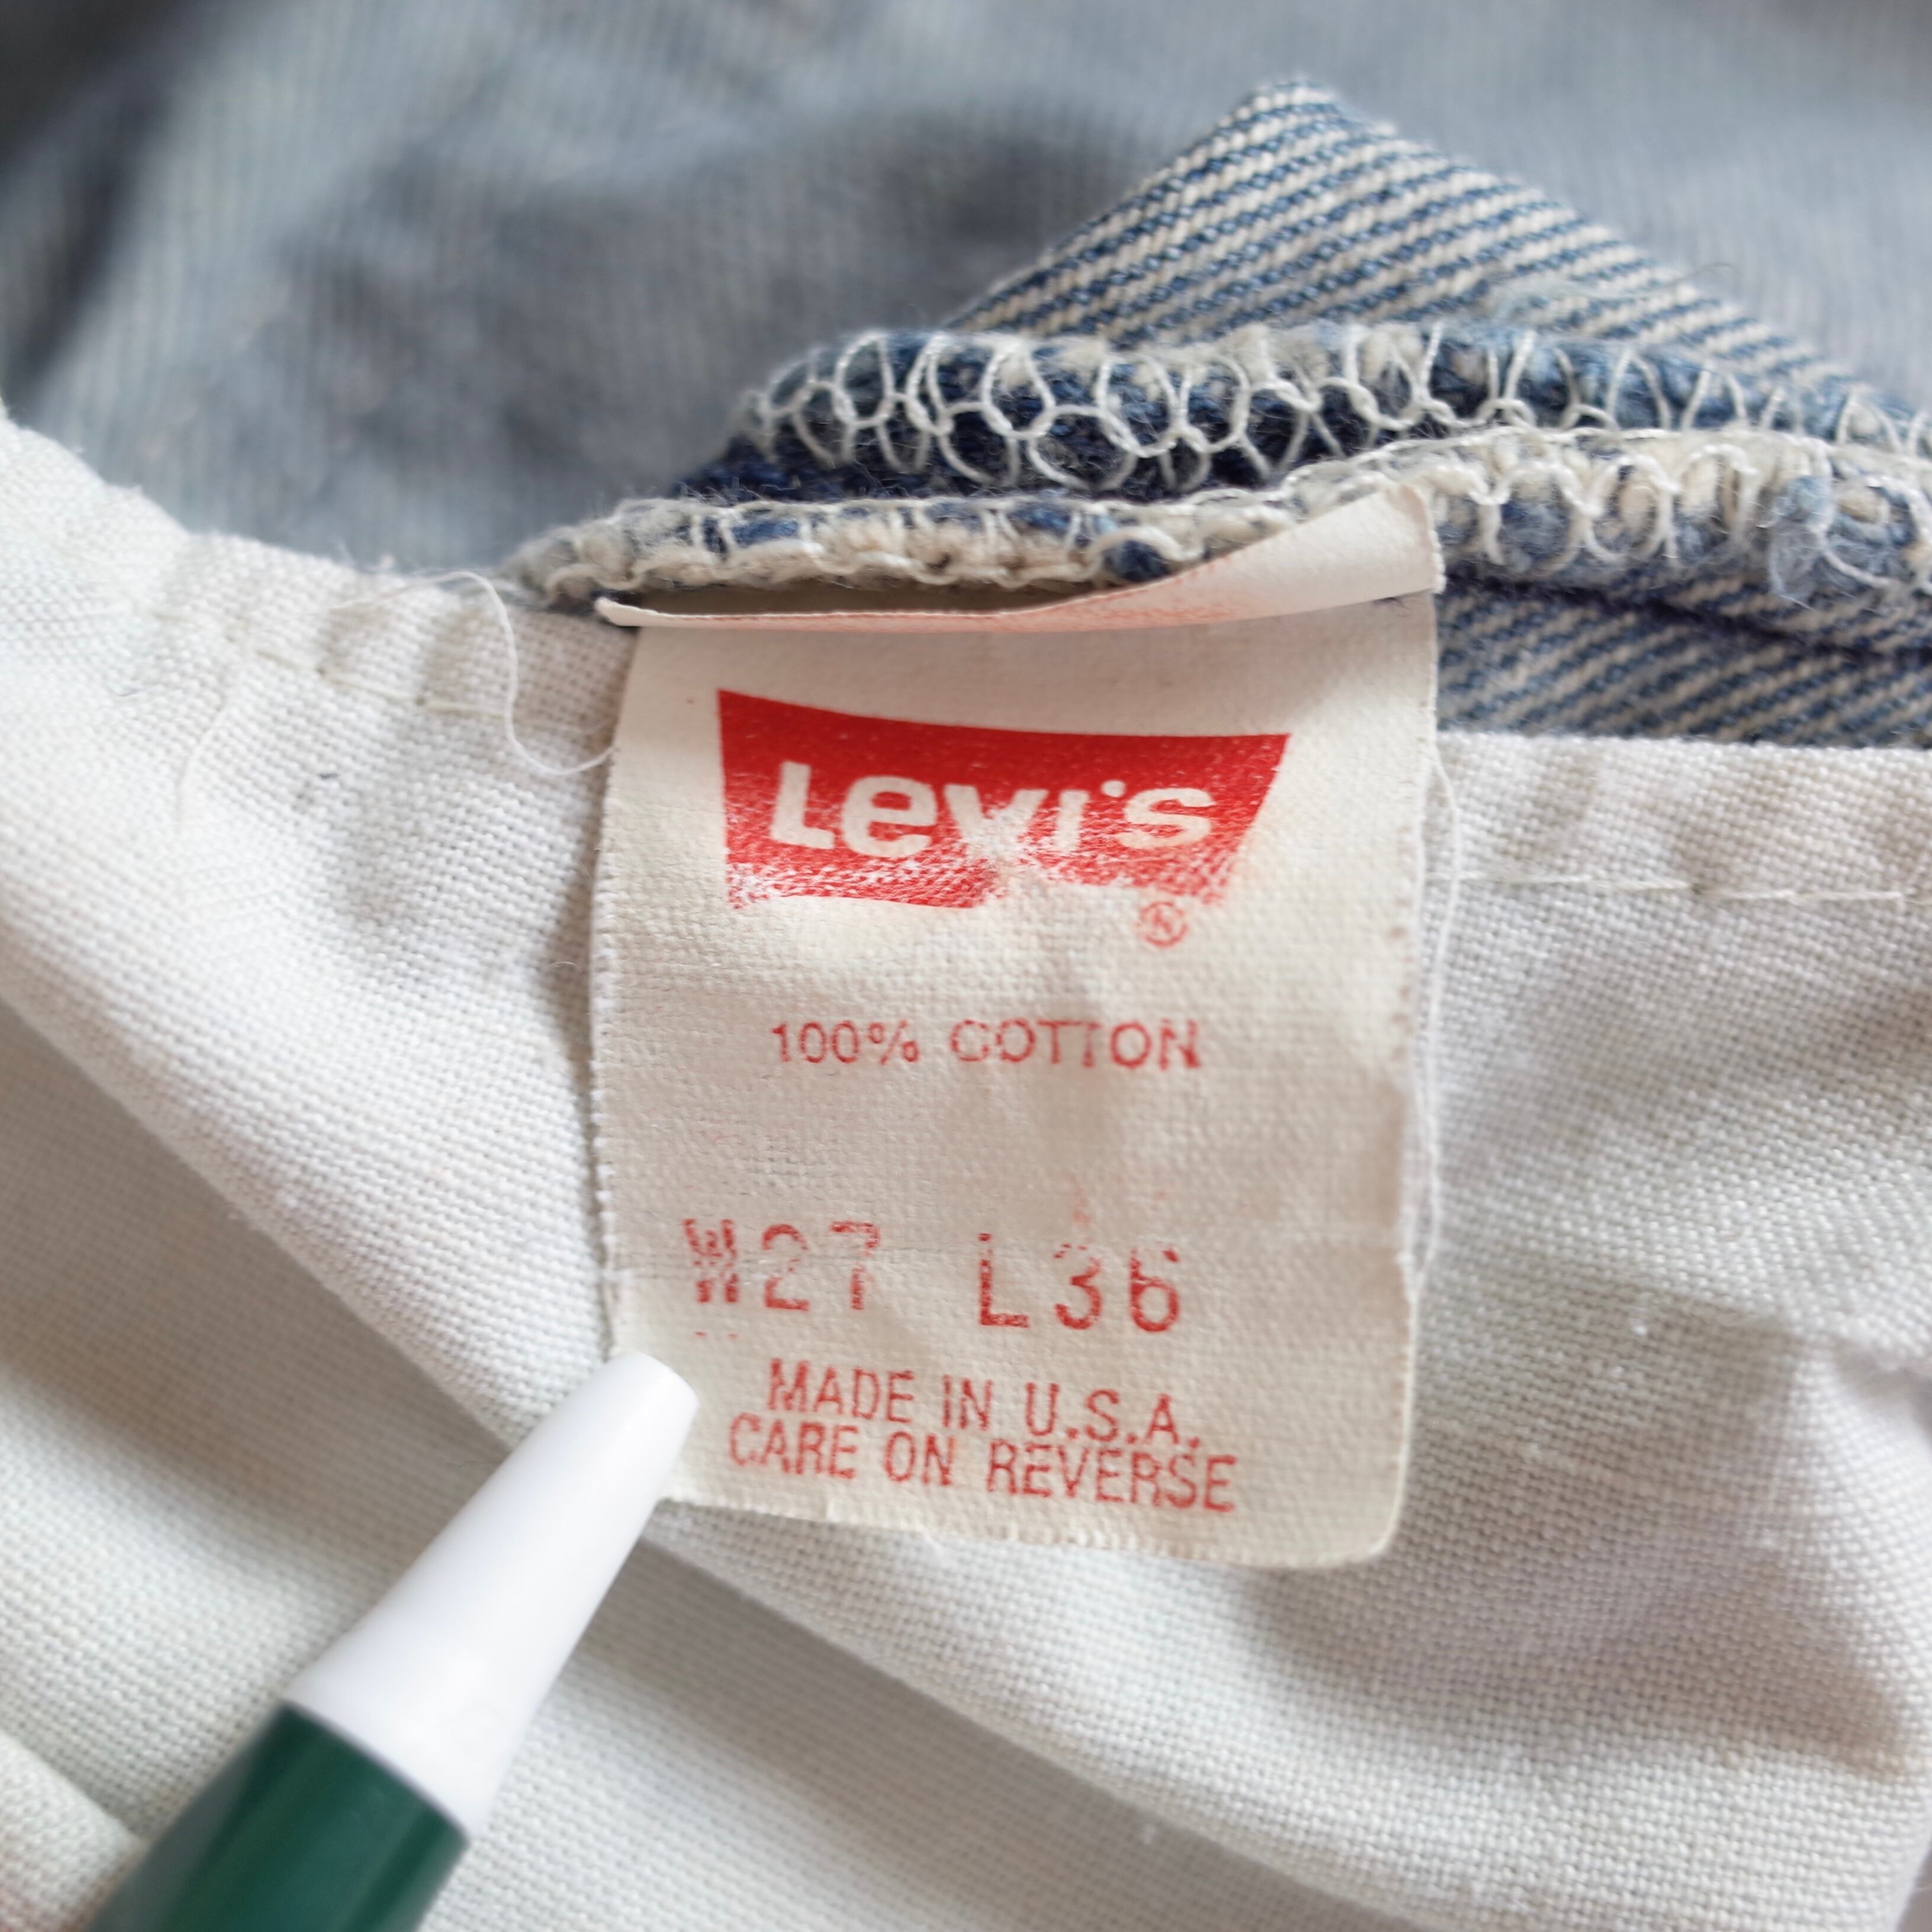 Levi's
®
100% COTTON
W27 L36
MADE IN U.S.A.
CARE ON REVERSE